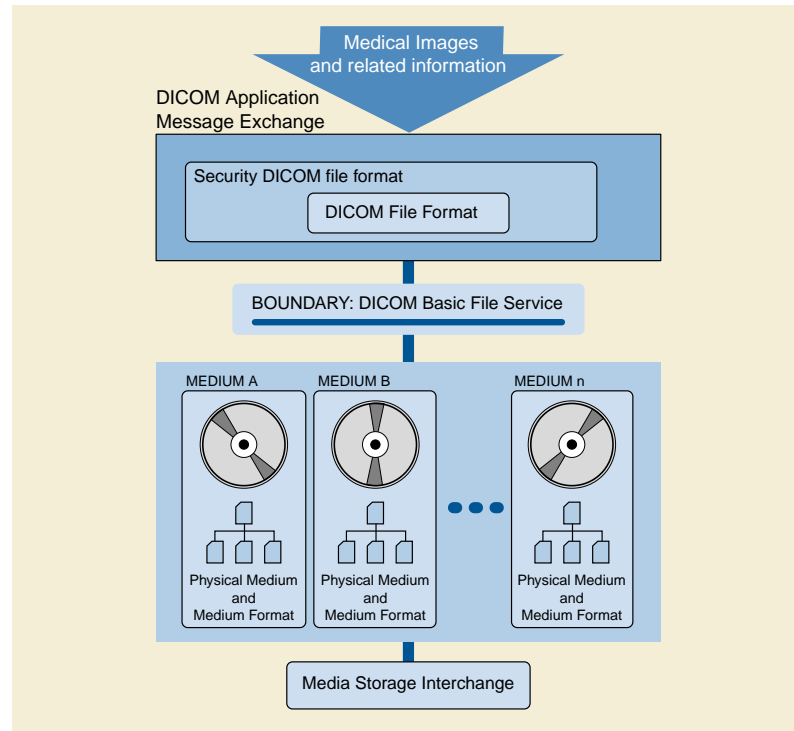 Medical Images
and related information
DICOM Application
Message Exchange
Security DICOM file format
DICOM File Format
BOUNDARY: DICOM Basic File Service
MEDIUM A
MEDIUM B
MEDIUM n
Physical Medium
and
Medium Format
Physical Medium
and
Medium Format
Physical Medium
and
Medium Format
Media Storage Interchange